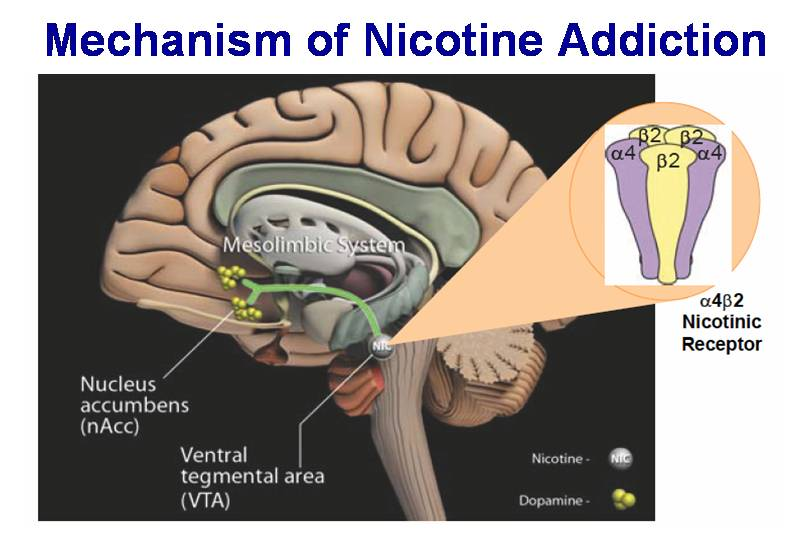 Mechanism of Nicotine Addiction
β2 β2
α4 β2 α4
Mesolimbic System
α4β2
Nicotinic
Receptor
NIC
Nucleus
accumbens
(nAcc)
Ventral
tegmental area
(VTA)
Nicotine - NIC
Dopamine -